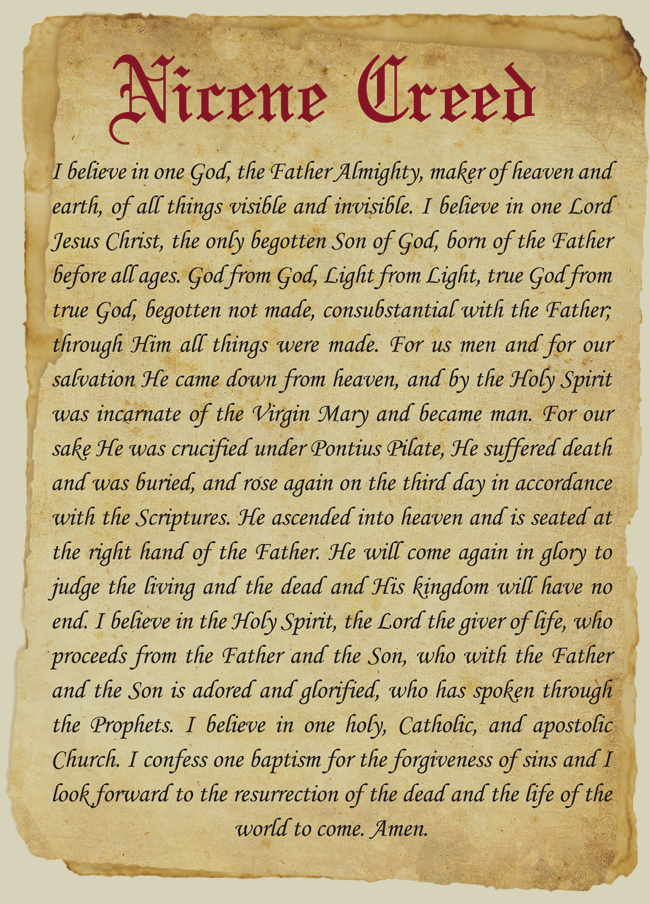 Nicene Creed
I believe in one God, the Father Almighty, maker of heaven and
earth, of all things visible and invisible. I believe in one Lord
Jesus Christ, the only begotten Son of God, born of the Father
before all ages. God from God, Light from Light, true God from
true God, begotten not made, consubstantial with the Father;
through Him all things were made. For us men and for our
salvation He came down from heaven, and by the Holy Spirit
was incarnate of the Virgin Mary and became man. For our
sake He was crucified under Pontius Pilate, He suffered death
and was buried, and rose again on the third day in accordance
with the Scriptures. He ascended into heaven and is seated at
the right hand of the Father. He will come again in glory to
judge the living and the dead and His kingdom will have no
end. I believe in the Holy Spirit, the Lord the giver of life, who
proceeds from the Father and the Son, who with the Father
and the Son is adored and glorified, who has spoken through
the Prophets. I believe in one holy, Catholic, and apostolic
Church. I confess one baptism for the forgiveness of sins and I
look forward to the resurrection of the dead and the life of the
world to come. Amen.